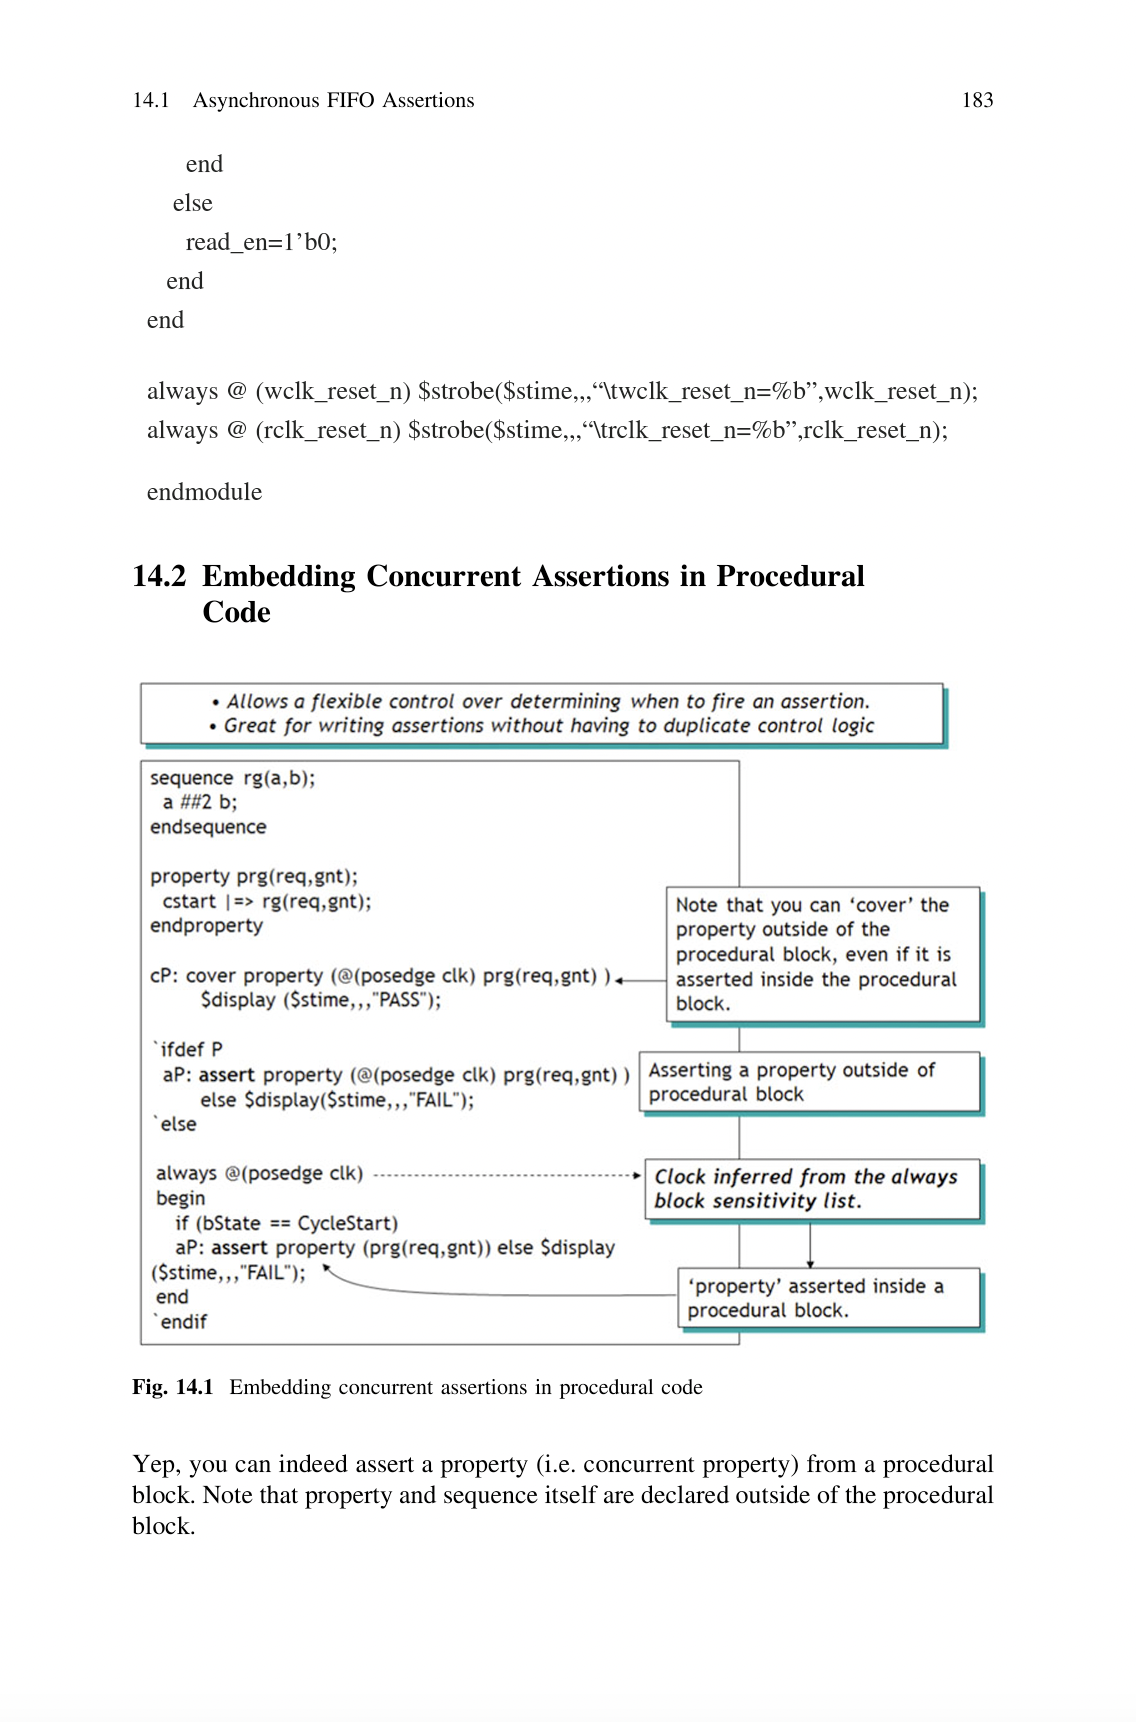 14.1 Asynchronous FIFO Assertions 183
end
else
read_en=1’b0;
end
end
always @ (wclk_reset_n) $strobe($stime,,,“\twclk_reset_n=%b”,wclk_reset_n);
always @ (rclk_reset_n) $strobe($stime,,,“\trclk_reset_n=%b”,rclk_reset_n);
endmodule
14.2 Embedding Concurrent Assertions in Procedural
Code
• Allows a flexible control over determining when to fire an assertion.
• Great for writing assertions without having to duplicate control logic
sequence rg(a,b);
a ##2 b;
endsequence
property prg(req,gnt);
cstart |=> rg(req,gnt);
endproperty
cP: cover property (@(posedge clk) prg(req,gnt) )
$display ($stime,,,"PASS");
Note that you can ‘cover’ the
property outside of the
procedural block, even if it is
asserted inside the procedural
block.
`ifdef P
aP: assert property (@(posedge clk) prg(req,gnt) )
else $display($stime,,,"FAIL");
`else
Asserting a property outside of
procedural block
always @(posedge clk)
begin
if (bState == CycleStart)
aP: assert property (prg(req,gnt)) else $display
($stime,,,"FAIL");
end
`endif
Clock inferred from the always
block sensitivity list.
‘property’ asserted inside a
procedural block.
Fig. 14.1 Embedding concurrent assertions in procedural code
Yep, you can indeed assert a property (i.e. concurrent property) from a procedural
block. Note that property and sequence itself are declared outside of the procedural
block.